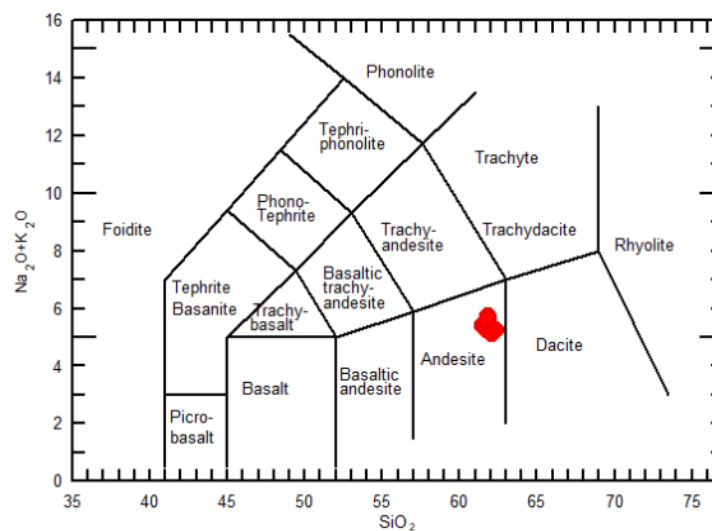 16
14
12
10
8
6
4
2
0
Na₂O+K₂O
Phonolite
Tephri-
phonolite
Trachyte
Phono-
Tephrite
Foidite
Trachy-
andesite
Trachydacite
Rhyolite
Tephrite
Basanite
Basaltic
trachy-
andesite
Trachy-
basalt
Andesite
Dacite
Basalt
Basaltic
andesite
Picro-
basalt
35 41 45 50 55 60 65 70 75
SiO₂